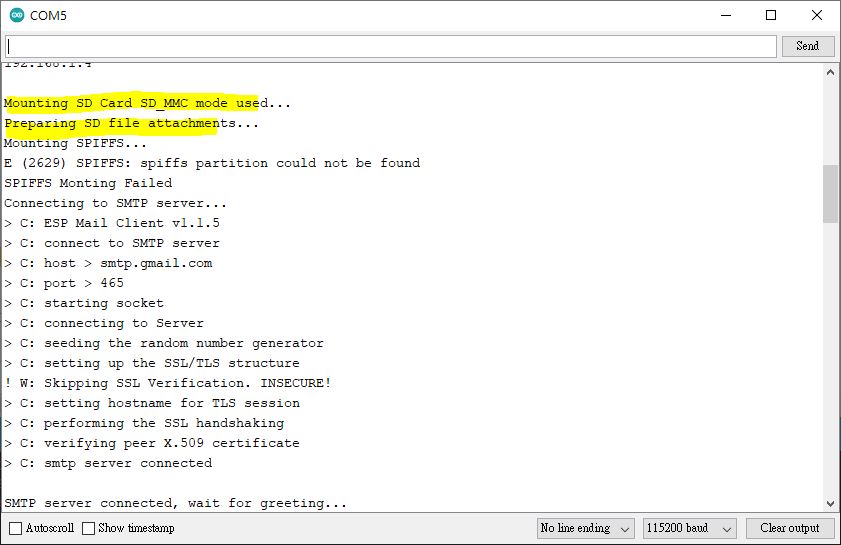 COM5
Send
192.168.1.4
Mounting SD Card SD_MMC mode used...
Preparing SD file attachments...
Mounting SPIFFS...
E (2629) SPIFFS: spiffs partition could not be found
SPIFFS Monting Failed
Connecting to SMTP server...
> C: ESP Mail Client v1.1.5
> C: connect to SMTP server
> C: host > smtp.gmail.com
> C: port > 465
> C: starting socket
> C: connecting to Server
> C: seeding the random number generator
> C: setting up the SSL/TLS structure
! W: Skipping SSL Verification. INSECURE!
> C: setting hostname for TLS session
> C: performing the SSL handshaking
> C: verifying peer X.509 certificate
> C: smtp server connected
SMTP server connected, wait for greeting...
Autoscroll Show timestamp No line ending 115200 baud Clear output